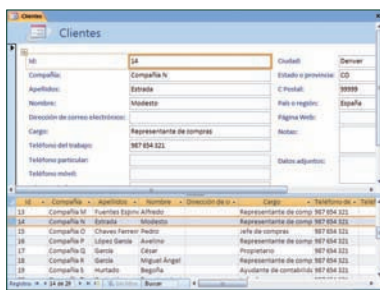 Clientes
Clientes
Id: 14 Ciudad: Denver
Compañía: Compañía N Estado o provincia: CO
Apellidos: Estrada C Postal: 99999
Nombre: Modesto País o región: España
Dirección de correo electrónico: Página Web:
Cargo: Representante de compras Notas:
Teléfono del trabajo: 987 654 321
Teléfono particular: Datos adjuntos:
Teléfono móvil:
Id Compañía Apellidos Nombre Dirección de Cargo Teléfono de Teléf
13 Compañía M Fuentes Espin Alfredo Representante de comp 987 654 321
14 Compañía N Estrada Modesto Representante de comp 987 654 321
15 Compañía O Chaves Ferreir Pedro Jefe de compras 987 654 321
16 Compañía P López García Avelino Representante de comp 987 654 321
17 Compañía Q García César Propietario 987 654 321
18 Compañía R García Miguel Ángel Representante de comp 987 654 321
19 Compañía S Hurtado Begoña Ayudante de contabilid 987 654 321
Registro: 14 de 29 Buscar